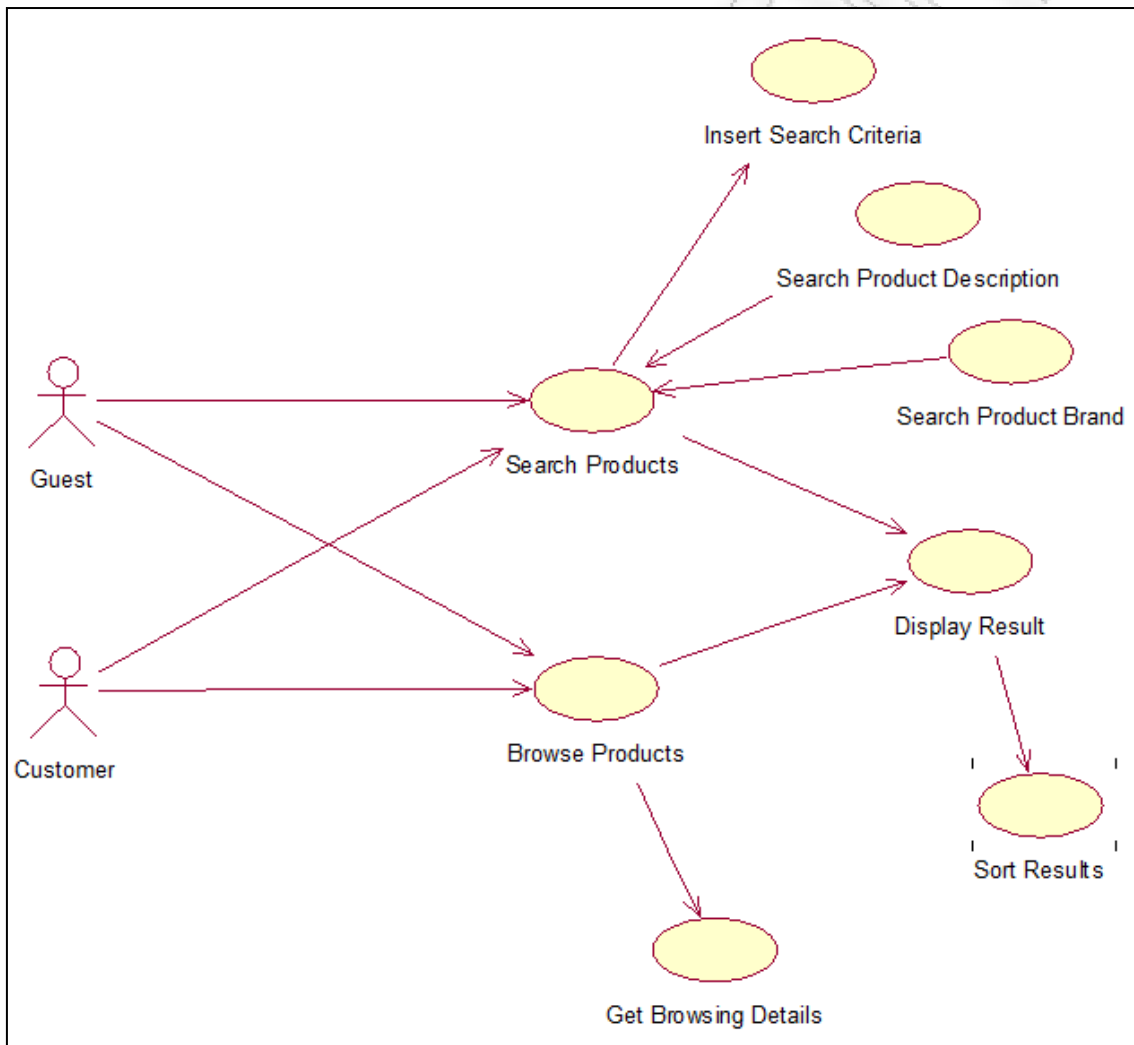 Insert Search Criteria
Search Product Description
Search Product Brand
Guest
Search Products
Display Result
Customer
Browse Products
Sort Results
Get Browsing Details